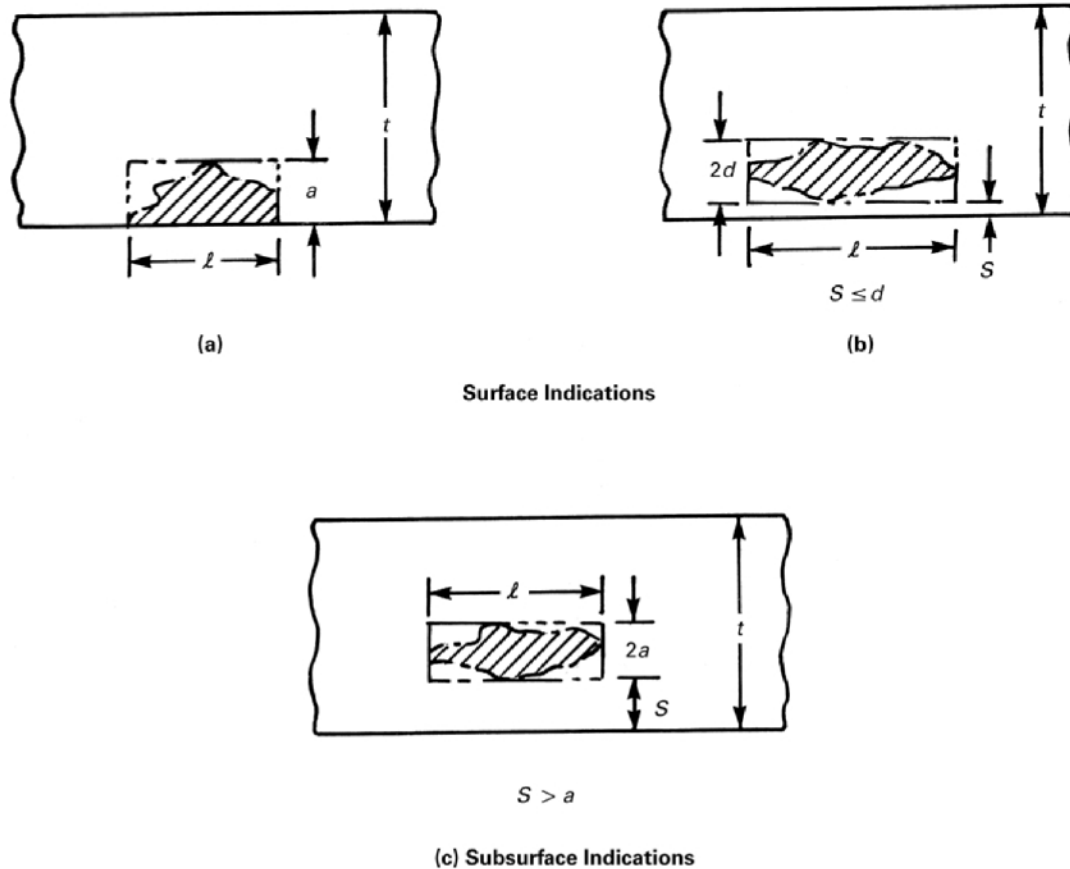 t
a
ℓ
(a)
t
2d
ℓ
S
S ≤ d
(b)
Surface Indications
ℓ
t
2a
S
S > a
(c) Subsurface Indications